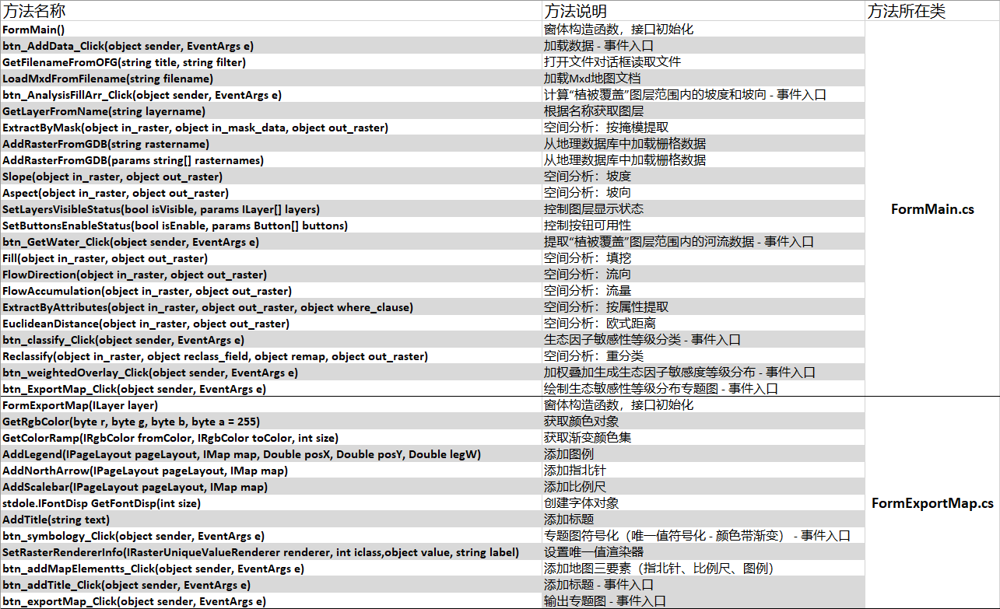 方法名称 方法说明 方法所在类
FormMain() 窗体构造函数，接口初始化
btn_AddData_Click(object sender, EventArgs e) 加载数据 - 事件入口
GetFilenameFromOFG(string title, string filter) 打开文件对话框读取文件
LoadMxdFromFilename(string filename) 加载Mxd地图文档
btn_AnalysisFillArr_Click(object sender, EventArgs e) 计算“植被覆盖”图层范围内的坡度和坡向 - 事件入口
GetLayerFromName(string layername) 根据名称获取图层
ExtractByMask(object in_raster, object in_mask_data, object out_raster) 空间分析：按掩模提取
AddRasterFromGDB(string rastername) 从地理数据库中加载栅格数据
AddRasterFromGDB(params string[] rasternames) 从地理数据库中加载栅格数据
Slope(object in_raster, object out_raster) 空间分析：坡度
Aspect(object in_raster, object out_raster) 空间分析：坡向
SetLayersVisibleStatus(bool isVisible, params ILayer[] layers) 控制图层显示状态
FormMain.cs
SetButtonsEnableStatus(bool isEnable, params Button[] buttons) 控制按钮可用性
btn_GetWater_Click(object sender, EventArgs e) 提取“植被覆盖”图层范围内的河流数据 - 事件入口
Fill(object in_raster, object out_raster) 空间分析：填挖
FlowDirection(object in_raster, object out_raster) 空间分析：流向
FlowAccumulation(object in_raster, object out_raster) 空间分析：流量
ExtractByAttributes(object in_raster, object out_raster, object where_clause) 空间分析：按属性提取
EuclideanDistance(object in_raster, object out_raster) 空间分析：欧式距离
btn_classify_Click(object sender, EventArgs e) 生态因子敏感性等级分类 - 事件入口
Reclassify(object in_raster, object reclass_field, object remap, object out_raster) 空间分析：重分类
btn_weightedOverlay_Click(object sender, EventArgs e) 加权叠加生成生态因子敏感度等级分布 - 事件入口
btn_ExportMap_Click(object sender, EventArgs e) 绘制生态敏感性等级分布专题图 - 事件入口
FormExportMap(ILayer layer) 窗体构造函数，接口初始化
GetRgbColor(byte r, byte g, byte b, byte a = 255) 获取颜色对象
GetColorRamp(IRgbColor fromColor, IRgbColor toColor, int size) 获取渐变颜色集
AddLegend(IPageLayout pageLayout, IMap map, Double posX, Double posY, Double legW) 添加图例
AddNorthArrow(IPageLayout pageLayout, IMap map) 添加指北针
AddScalebar(IPageLayout pageLayout, IMap map) 添加比例尺
stdole.IFontDisp GetFontDisp(int size) 创建字体对象
FormExportMap.cs
AddTitle(string text) 添加标题
btn_symbology_Click(object sender, EventArgs e) 专题图符号化（唯一值符号化 - 颜色带渐变） - 事件入口
SetRasterRendererInfo(IRasterUniqueValueRenderer renderer, int iclass,object value, string label) 设置唯一值渲染器
btn_addMapElementts_Click(object sender, EventArgs e) 添加地图三要素（指北针、比例尺、图例）
btn_addTitle_Click(object sender, EventArgs e) 添加标题 - 事件入口
btn_exportMap_Click(object sender, EventArgs e) 输出专题图 - 事件入口